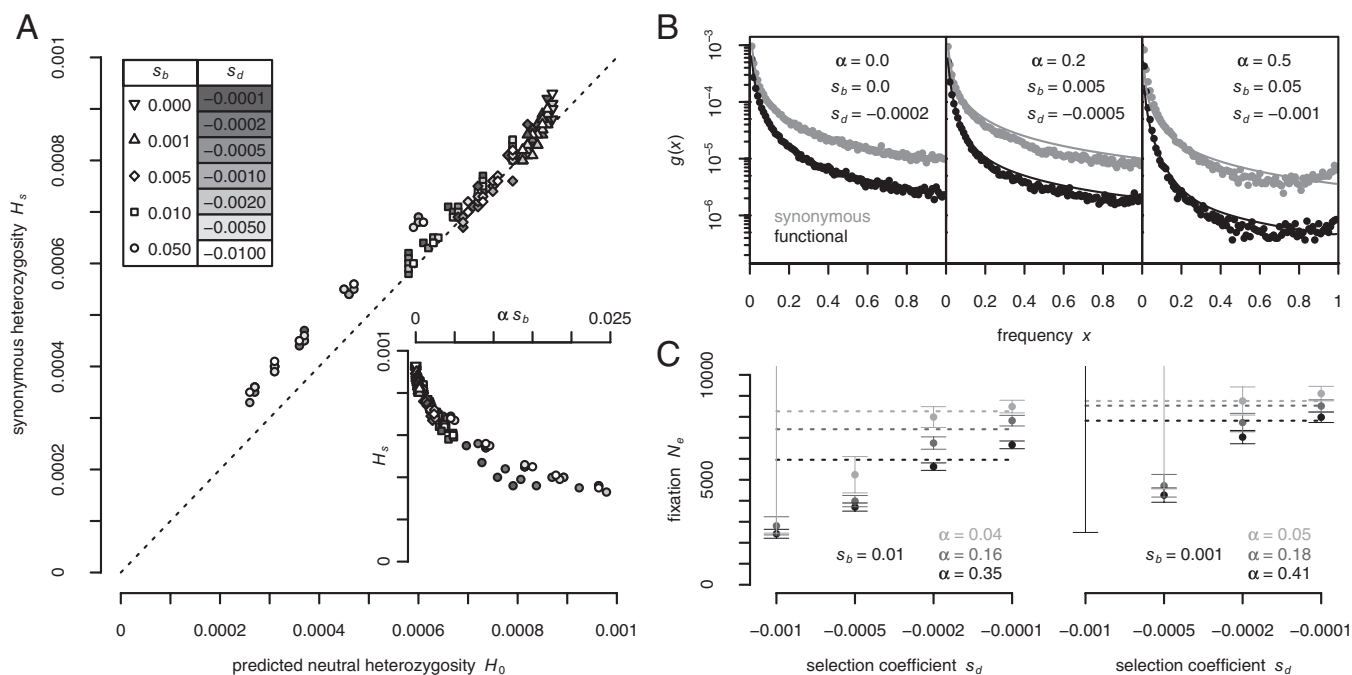 A
s_b s_d
0.000 −0.0001
0.001 −0.0002
0.005 −0.0005
0.010 −0.0010
0.050 −0.0020
−0.0050
−0.0100
synonymous heterozygosity H_s
0 0.0002 0.0004 0.0006 0.0008 0.001
0 0.0002 0.0004 0.0006 0.0008 0.001
predicted neutral heterozygosity H_0
α s_b
0 0.025
H_s
0 0.001
B
g(x)
10⁻³
10⁻⁴
10⁻⁵
10⁻⁶
α = 0.0
s_b = 0.0
s_d = −0.0002
α = 0.2
s_b = 0.005
s_d = −0.0005
α = 0.5
s_b = 0.05
s_d = −0.001
synonymous
functional
0 0.2 0.4 0.6 0.8 0 0.2 0.4 0.6 0.8 0 0.2 0.4 0.6 0.8 1
frequency x
C
fixation N_e
0 5000 10000
s_b = 0.01
α = 0.04
α = 0.16
α = 0.35
s_b = 0.001
α = 0.05
α = 0.18
α = 0.41
−0.001 −0.0005 −0.0002 −0.0001
−0.001 −0.0005 −0.0002 −0.0001
selection coefficient s_d
selection coefficient s_d